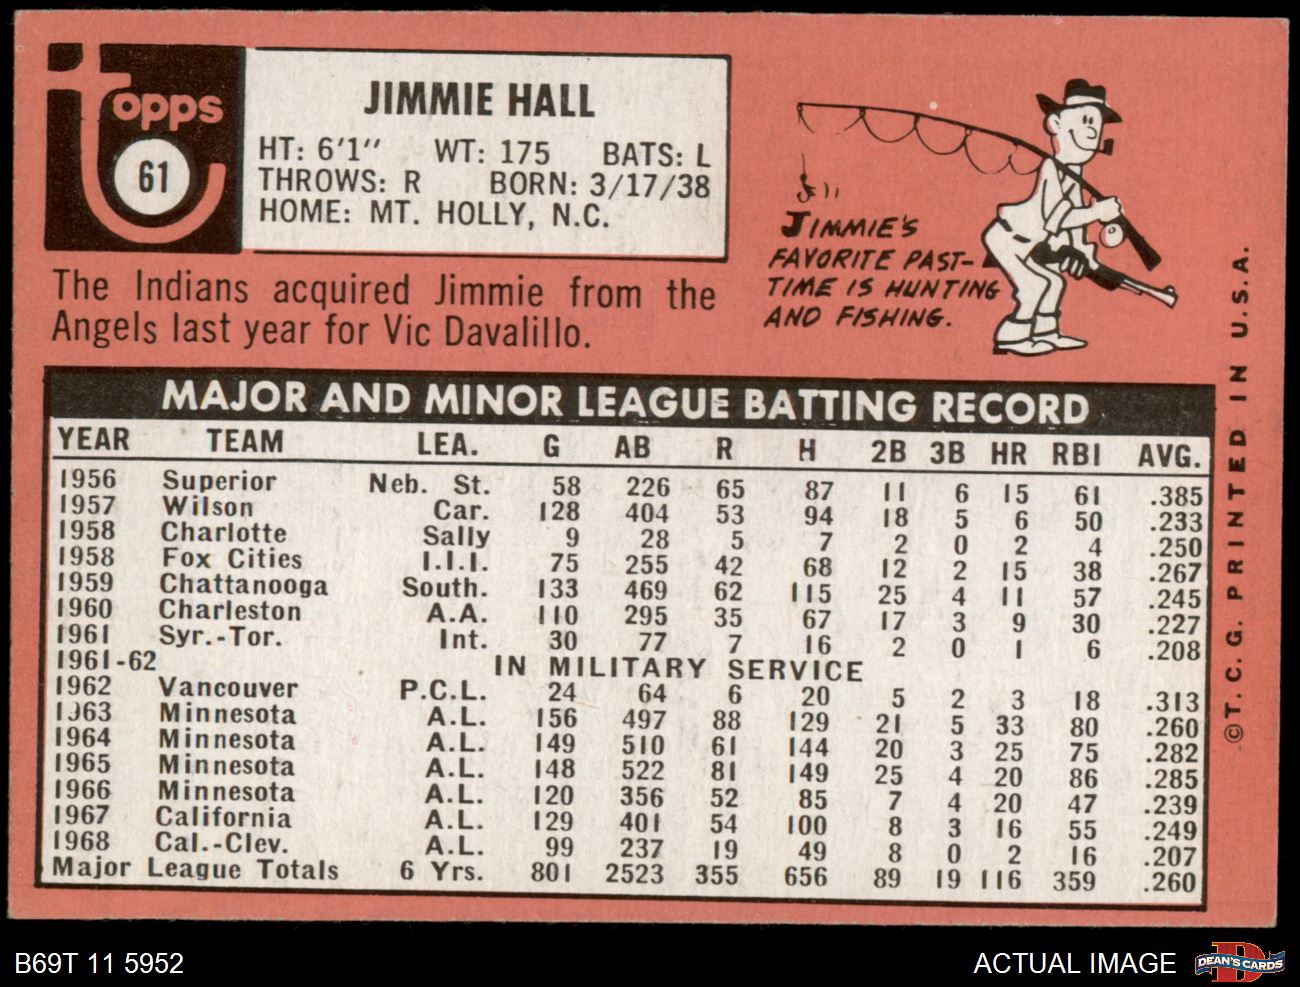 topps
61
JIMMIE HALL
HT: 6'1" WT: 175 BATS: L
THROWS: R BORN: 3/17/38
HOME: MT. HOLLY, N.C.
The Indians acquired Jimmie from the
Angels last year for Vic Davalillo.
JIMMIE'S
FAVORITE PAST-
TIME IS HUNTING
AND FISHING.
MAJOR AND MINOR LEAGUE BATTING RECORD
YEAR TEAM LEA. G AB R H 2B 3B HR RBI AVG.
1956 Superior Neb. St. 58 226 65 87 11 6 15 61 .385
1957 Wilson Car. 128 404 53 94 18 5 6 50 .233
1958 Charlotte Sally 9 28 5 7 2 0 2 4 .250
1958 Fox Cities I.I.I. 75 255 42 68 12 2 15 38 .267
1959 Chattanooga South. 133 469 62 115 25 4 11 57 .245
1960 Charleston A.A. 110 295 35 67 17 3 9 30 .227
1961 Syr.-Tor. Int. 30 77 7 16 2 0 1 6 .208
1961-62 IN MILITARY SERVICE
1962 Vancouver P.C.L. 24 64 6 20 5 2 3 18 .313
1963 Minnesota A.L. 156 497 88 129 21 5 33 80 .260
1964 Minnesota A.L. 149 510 61 144 20 3 25 75 .282
1965 Minnesota A.L. 148 522 81 149 25 4 20 86 .285
1966 Minnesota A.L. 120 356 52 85 7 4 20 47 .239
1967 California A.L. 129 401 54 100 8 3 16 55 .249
1968 Cal.-Clev. A.L. 99 237 19 49 8 0 2 16 .207
Major League Totals 6 Yrs. 801 2523 355 656 89 19 116 359 .260
©T.C.G. PRINTED IN U.S.A.
B69T 11 5952
ACTUAL IMAGE
DEAN'S CARDS